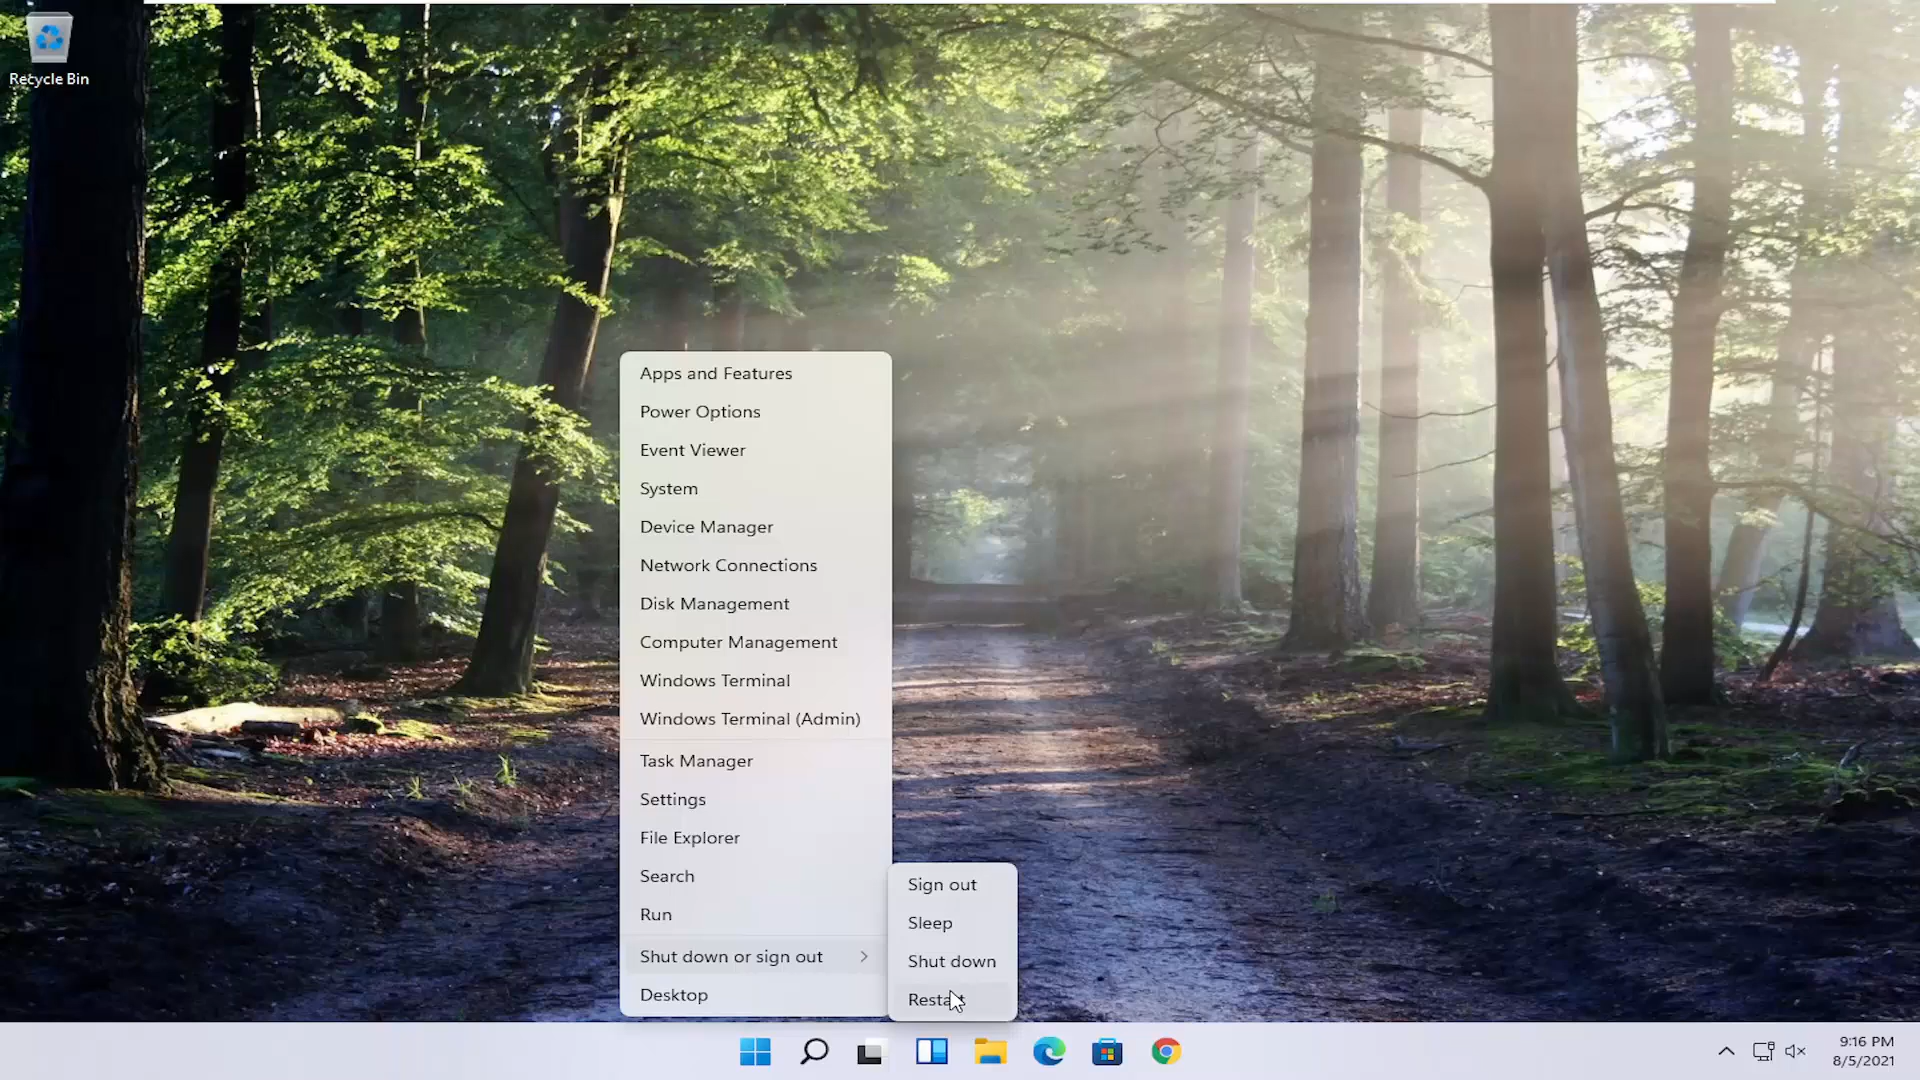 Recycle Bin
Apps and Features
Power Options
Event Viewer
System
Device Manager
Network Connections
Disk Management
Computer Management
Windows Terminal
Windows Terminal (Admin)
Task Manager
Settings
File Explorer
Search
Run
Shut down or sign out
Desktop
Sign out
Sleep
Shut down
Restart
9:16 PM
8/5/2021